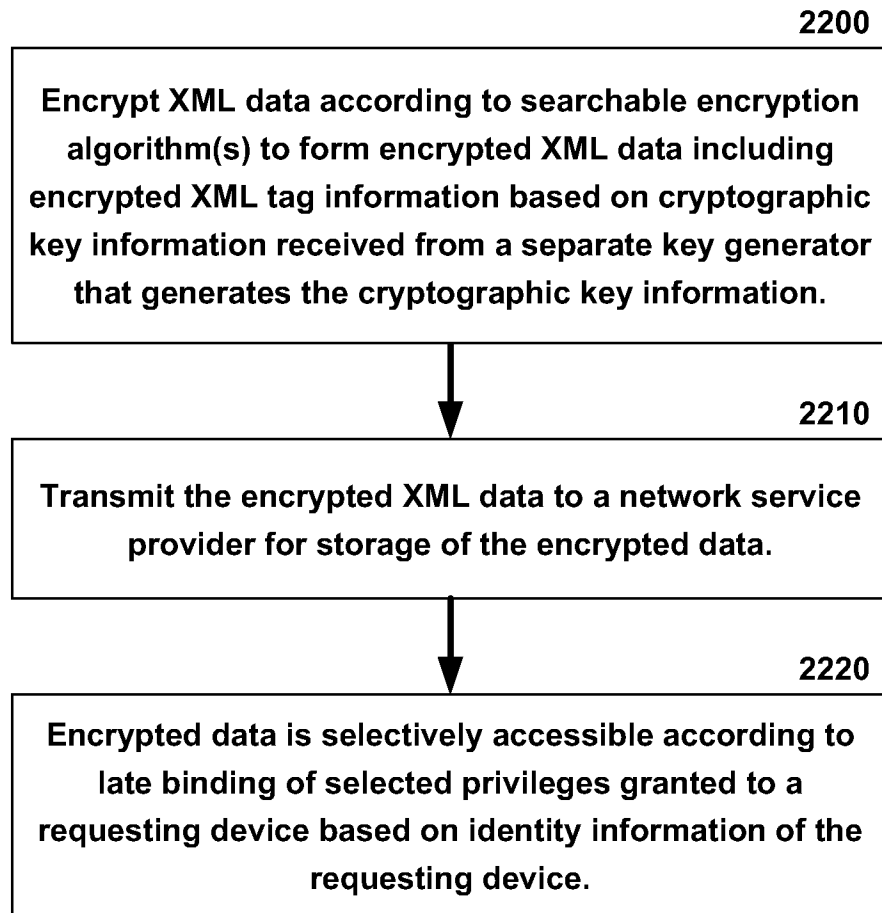 2200
Encrypt XML data according to searchable encryption
algorithm(s) to form encrypted XML data including
encrypted XML tag information based on cryptographic
key information received from a separate key generator
that generates the cryptographic key information.
2210
Transmit the encrypted XML data to a network service
provider for storage of the encrypted data.
2220
Encrypted data is selectively accessible according to
late binding of selected privileges granted to a
requesting device based on identity information of the
requesting device.